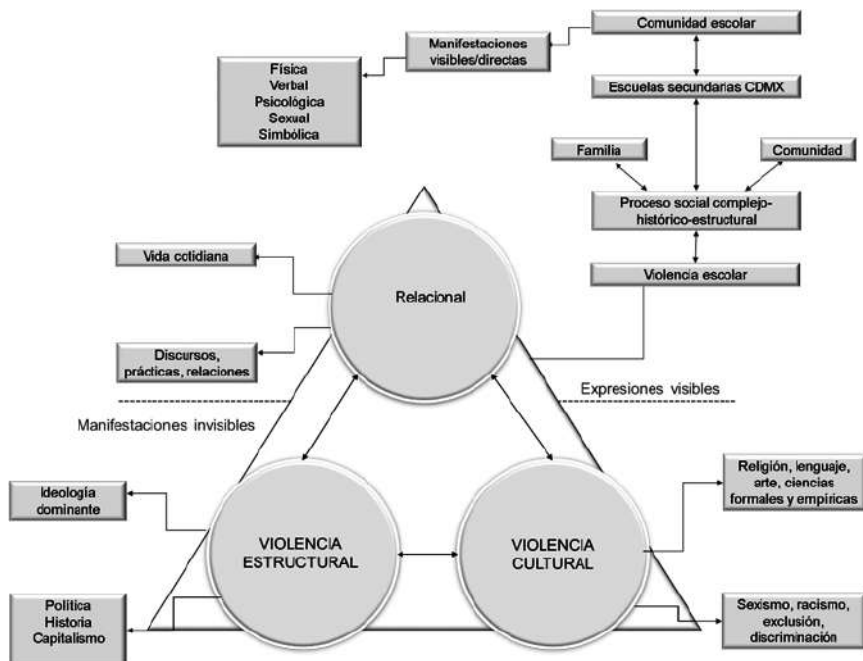 Comunidad escolar
Manifestaciones
visibles/directas
Física
Verbal
Psicológica
Sexual
Simbólica
Escuelas secundarias CDMX
Familia
Comunidad
Proceso social complejo-
histórico-estructural
Violencia escolar
Vida cotidiana
Relacional
Discursos,
prácticas, relaciones
Expresiones visibles
Manifestaciones invisibles
Ideología
dominante
VIOLENCIA
ESTRUCTURAL
VIOLENCIA
CULTURAL
Religión, lenguaje,
arte, ciencias
formales y empíricas
Política
Historia
Capitalismo
Sexismo, racismo,
exclusión,
discriminación